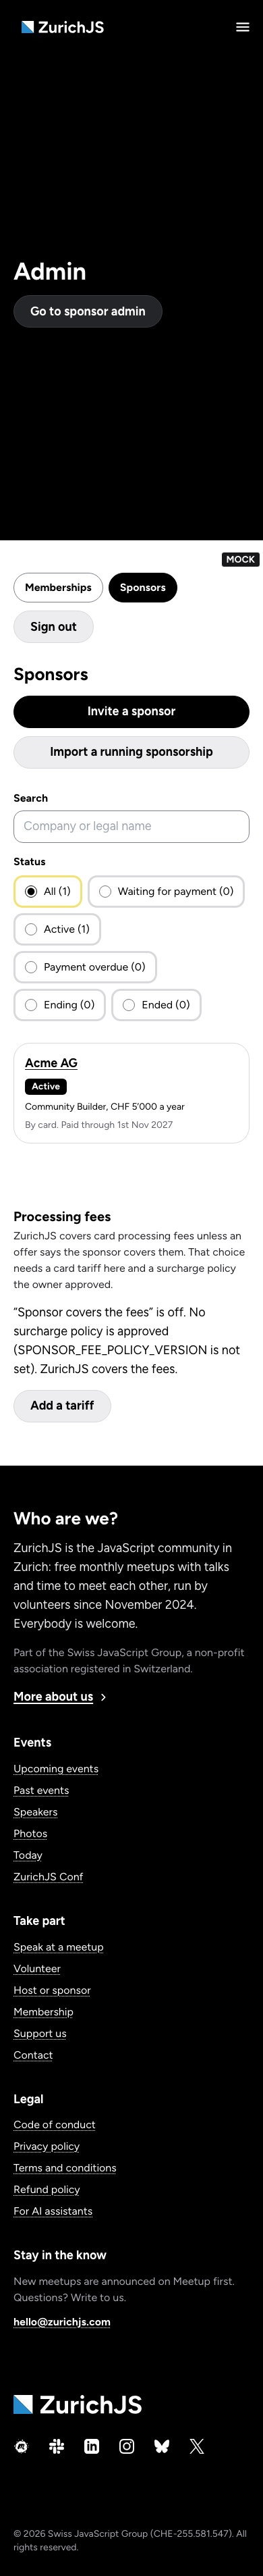 ZurichJS
Admin
Go to sponsor admin
MOCK
Memberships
Sponsors
Sign out
Sponsors
Invite a sponsor
Import a running sponsorship
Search
Company or legal name
Status
All (1)
Waiting for payment (0)
Active (1)
Payment overdue (0)
Ending (0)
Ended (0)
Acme AG
Active
Community Builder, CHF 5’000 a year
By card. Paid through 1st Nov 2027
Processing fees
ZurichJS covers card processing fees unless an
offer says the sponsor covers them. That choice
needs a card tariff here and a surcharge policy
the owner approved.
“Sponsor covers the fees” is off. No
surcharge policy is approved
(SPONSOR_FEE_POLICY_VERSION is not
set). ZurichJS covers the fees.
Add a tariff
Who are we?
ZurichJS is the JavaScript community in
Zurich: free monthly meetups with talks
and time to meet each other, run by
volunteers since November 2024.
Everybody is welcome.
Part of the Swiss JavaScript Group, a non-profit
association registered in Switzerland.
More about us
Events
Upcoming events
Past events
Speakers
Photos
Today
ZurichJS Conf
Take part
Speak at a meetup
Volunteer
Host or sponsor
Membership
Support us
Contact
Legal
Code of conduct
Privacy policy
Terms and conditions
Refund policy
For AI assistants
Stay in the know
New meetups are announced on Meetup first.
Questions? Write to us.
hello@zurichjs.com
ZurichJS
© 2026 Swiss JavaScript Group (CHE-255.581.547). All
rights reserved.